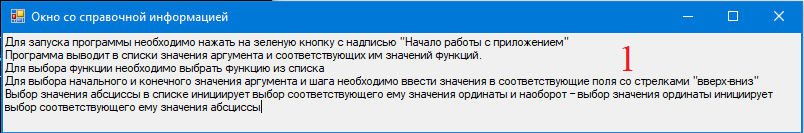 Окно со справочной информацией
Для запуска программы необходимо нажать на зеленую кнопку с надписью "Начало работы с приложением"
1
Программа выводит в списки значения аргумента и соответствующих им значений функций.
Для выбора функции необходимо выбрать функцию из списка
Для выбора начального и конечного значения аргумента и шага необходимо ввести значения в соответствующие поля со стрелками "вверх-вниз"
Выбор значения абсциссы в списке инициирует выбор соответствующего ему значения ординаты и наоборот – выбор значения ординаты инициирует
выбор соответствующего ему значения абсциссы